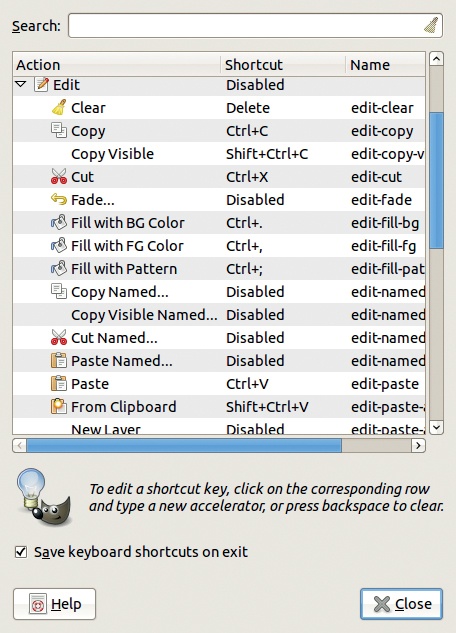 Search:
Action Shortcut Name
Edit Disabled
Clear Delete edit-clear
Copy Ctrl+C edit-copy
Copy Visible Shift+Ctrl+C edit-copy-v
Cut Ctrl+X edit-cut
Fade... Disabled edit-fade
Fill with BG Color Ctrl+. edit-fill-bg
Fill with FG Color Ctrl+, edit-fill-fg
Fill with Pattern Ctrl+; edit-fill-pat
Copy Named... Disabled edit-named
Copy Visible Named... Disabled edit-named
Cut Named... Disabled edit-named
Paste Named... Disabled edit-named
Paste Ctrl+V edit-paste
From Clipboard Shift+Ctrl+V edit-paste-
New Layer Disabled edit-paste-
To edit a shortcut key, click on the corresponding row
and type a new accelerator, or press backspace to clear.
Save keyboard shortcuts on exit
Help Close